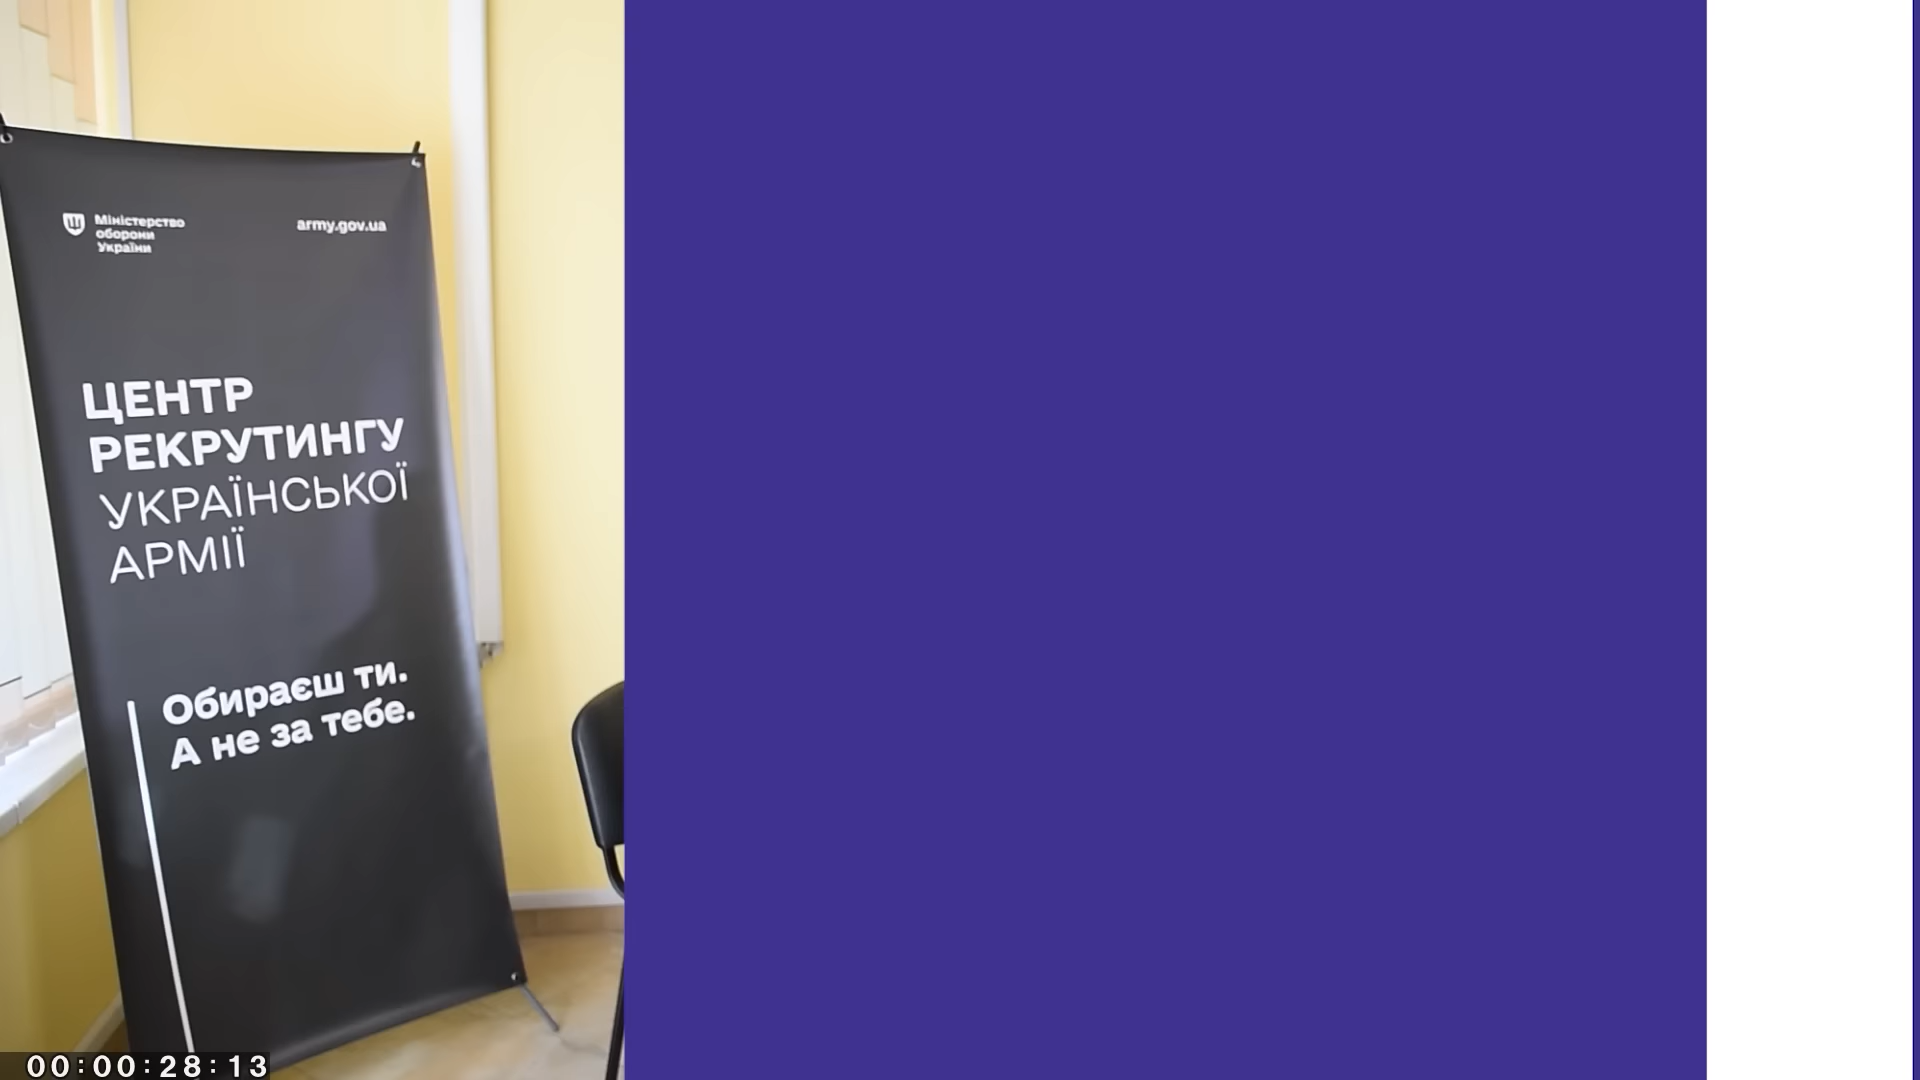 Міністерство
оборони
України
army.gov.ua
ЦЕНТР
РЕКРУТИНГУ
УКРАЇНСЬКОЇ
АРМІЇ
Обираєш ти.
А не за тебе.
00:00:28:13